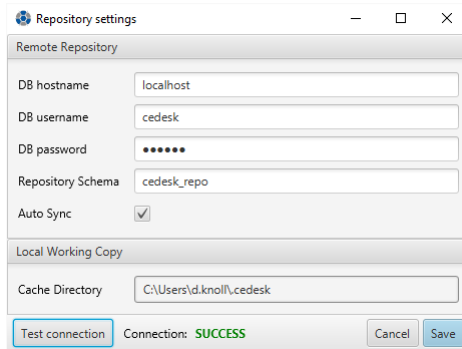 Repository settings
Remote Repository
DB hostname localhost
DB username cedesk
DB password ••••••
Repository Schema cedesk_repo
Auto Sync
Local Working Copy
Cache Directory C:\Users\d.knoll\.cedesk
Test connection Connection: SUCCESS Cancel Save